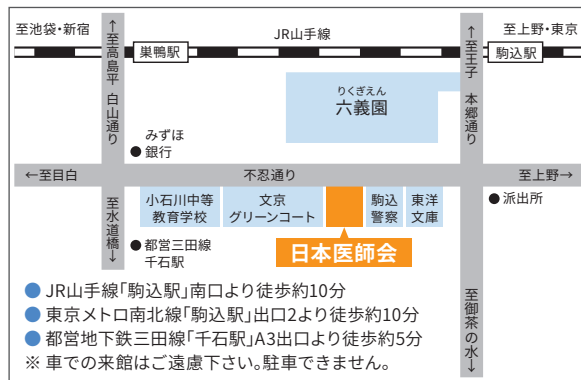 至池袋・新宿
JR山手線
至上野・東京
巣鴨駅
駒込駅
←至高島平 白山通り
←至王子 本郷通り
りくぎえん
六義園
みずほ
銀行
←至目白
不忍通り
至上野→
至水道橋→
小石川中等
教育学校
文京
グリーンコート
駒込
警察
東洋
文庫
派出所
都営三田線
千石駅
日本医師会
至御茶の水→
● JR山手線「駒込駅」南口より徒歩約10分
● 東京メトロ南北線「駒込駅」出口2より徒歩約10分
● 都営地下鉄三田線「千石駅」A3出口より徒歩約5分
※ 車での来館はご遠慮下さい。駐車できません。